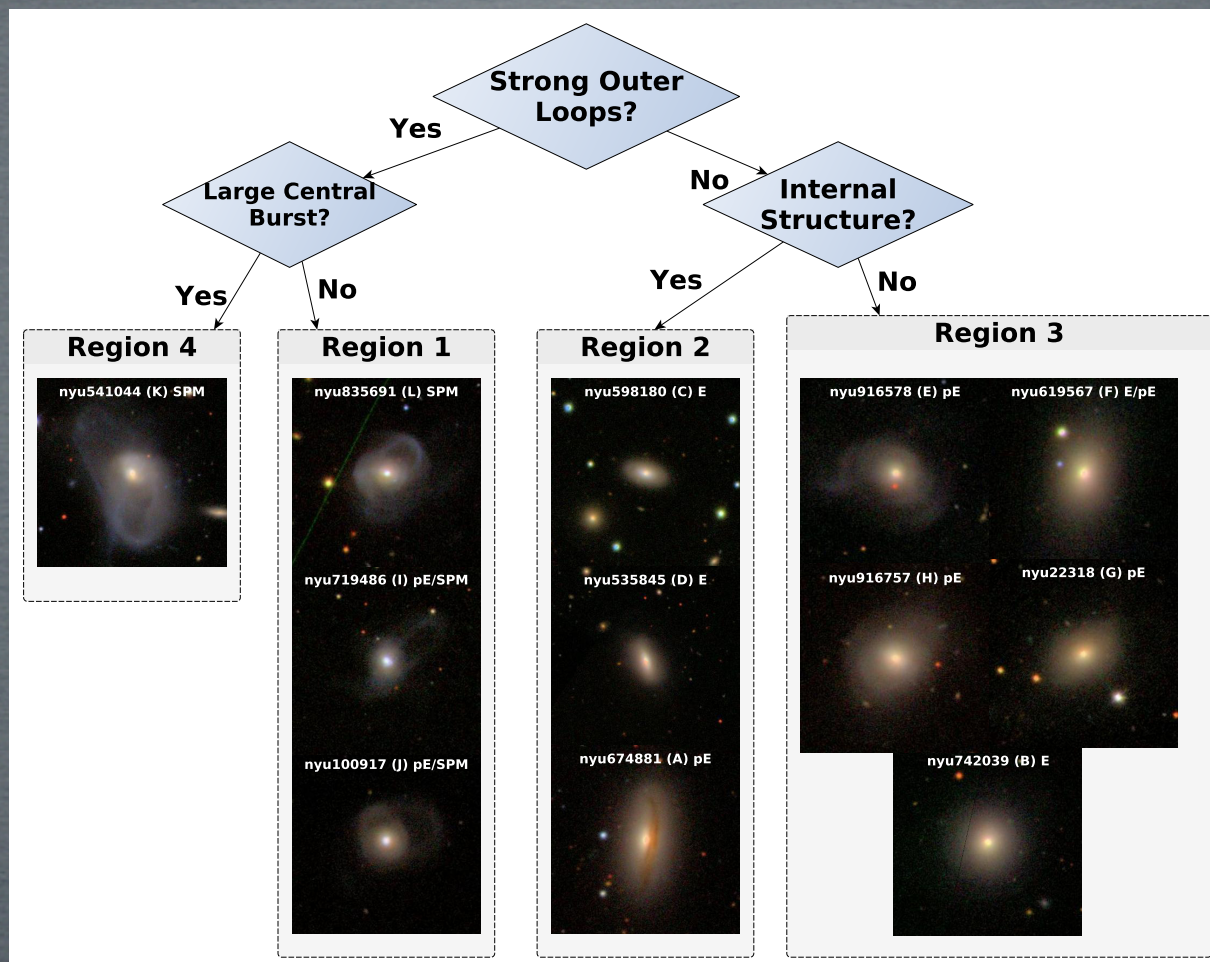 Strong Outer
Loops?
Yes
No
Large Central
Burst?
Internal
Structure?
Yes
No
Yes
No
Region 4
nyu541044 (K) SPM
Region 1
nyu835691 (L) SPM
nyu719486 (I) pE/SPM
nyu100917 (J) pE/SPM
Region 2
nyu598180 (C) E
nyu535845 (D) E
nyu674881 (A) pE
Region 3
nyu916578 (E) pE
nyu619567 (F) E/pE
nyu916757 (H) pE
nyu22318 (G) pE
nyu742039 (B) E